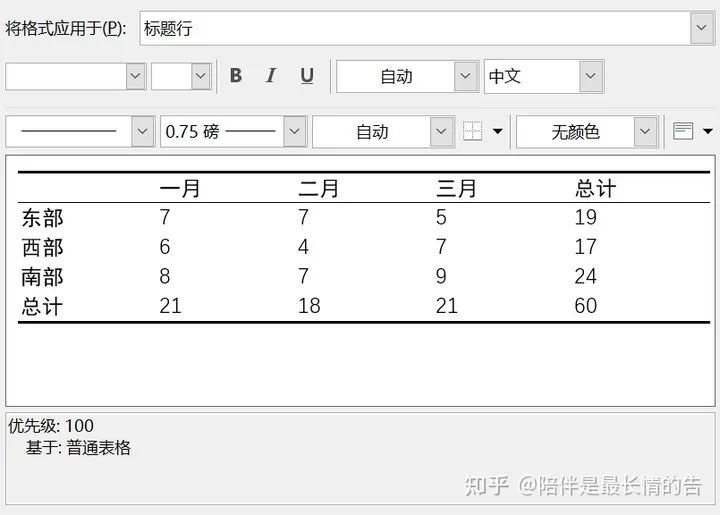 将格式应用于(P): 标题行
B I U 自动 中文
0.75 磅 自动 无颜色
一月 二月 三月 总计
东部 7 7 5 19
西部 6 4 7 17
南部 8 7 9 24
总计 21 18 21 60
优先级: 100
基于: 普通表格
知乎 @陪伴是最长情的告